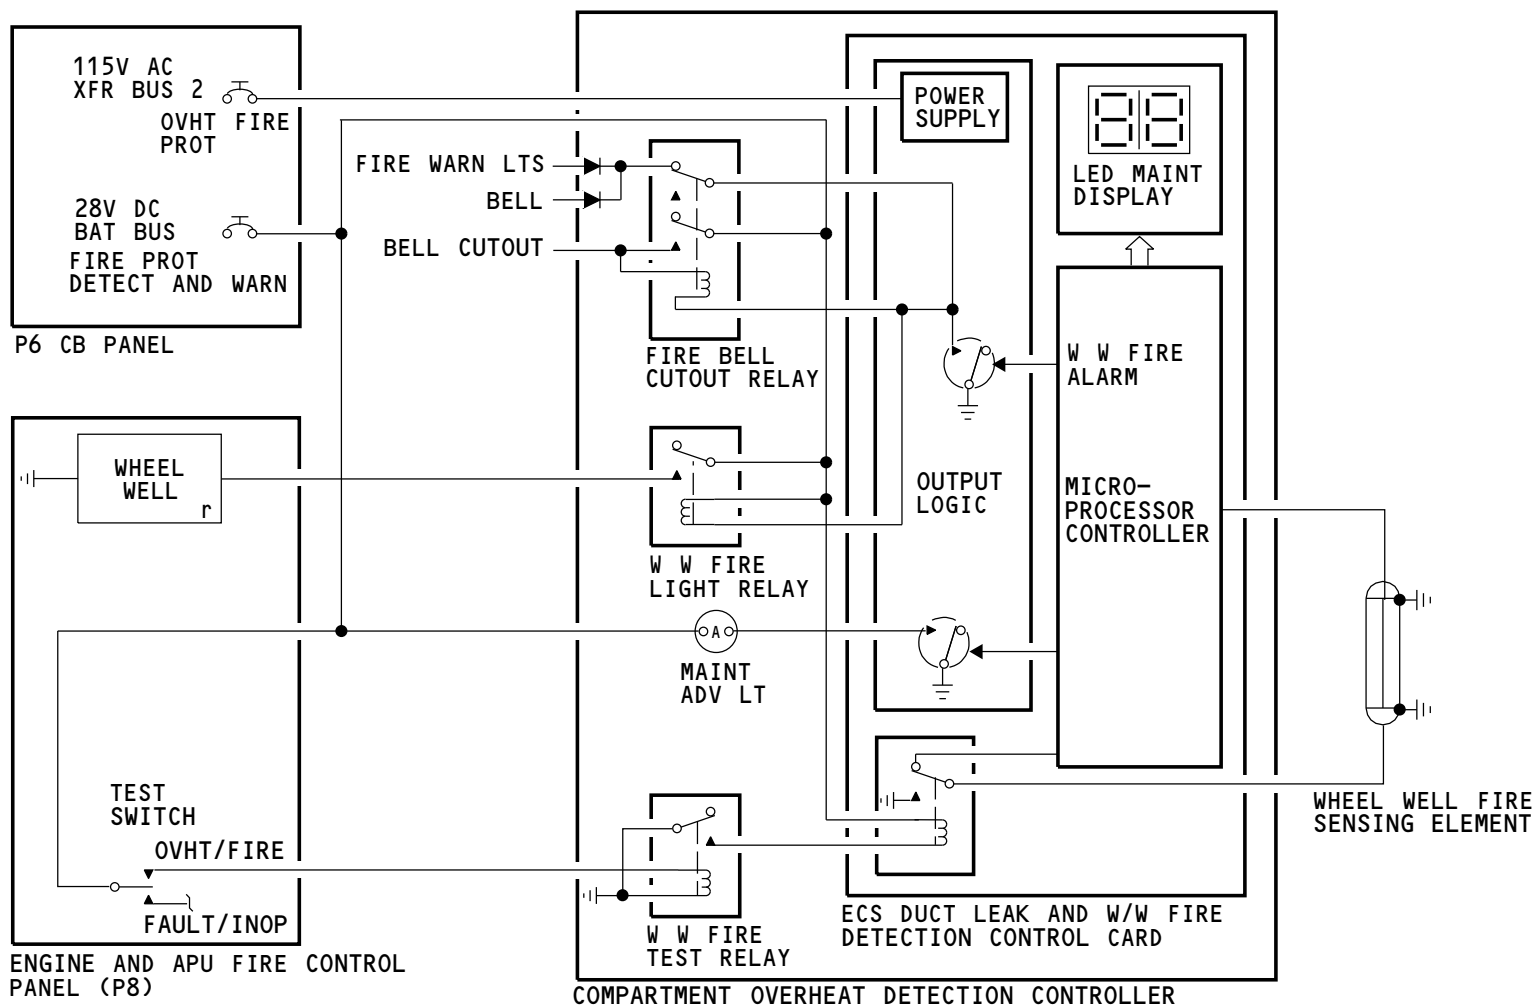 115V AC
XFR BUS 2
OVHT FIRE
PROT
28V DC
BAT BUS
FIRE PROT
DETECT AND WARN
P6 CB PANEL
FIRE WARN LTS
BELL
BELL CUTOUT
FIRE BELL
CUTOUT RELAY
POWER
SUPPLY
LED MAINT
DISPLAY
W W FIRE
ALARM
OUTPUT
LOGIC
MICRO-
PROCESSOR
CONTROLLER
WHEEL
WELL
r
W W FIRE
LIGHT RELAY
A
MAINT
ADV LT
TEST
SWITCH
OVHT/FIRE
FAULT/INOP
ENGINE AND APU FIRE CONTROL
PANEL (P8)
W W FIRE
TEST RELAY
ECS DUCT LEAK AND W/W FIRE
DETECTION CONTROL CARD
WHEEL WELL FIRE
SENSING ELEMENT
COMPARTMENT OVERHEAT DETECTION CONTROLLER